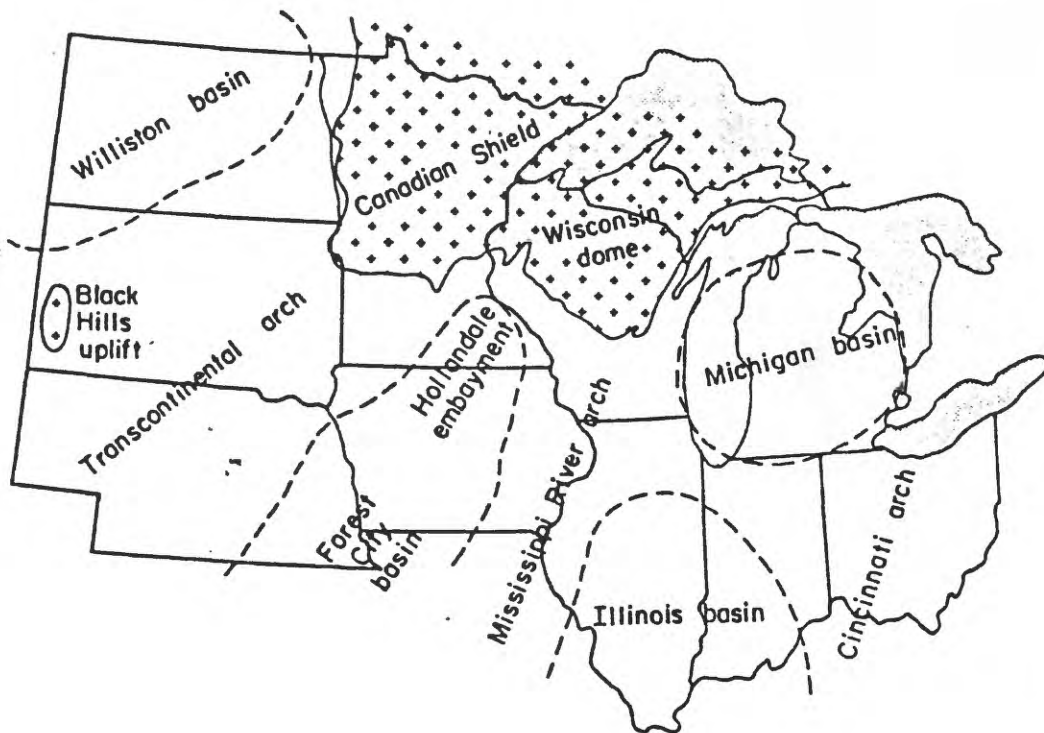 Williston basin
Canadian Shield
Wisconsin
dome
Black
Hills
uplift
Transcontinental arch
Hollandale
embayment
Michigan basin
Mississippi River arch
Forest
City
basin
Illinois basin
Cincinnati arch